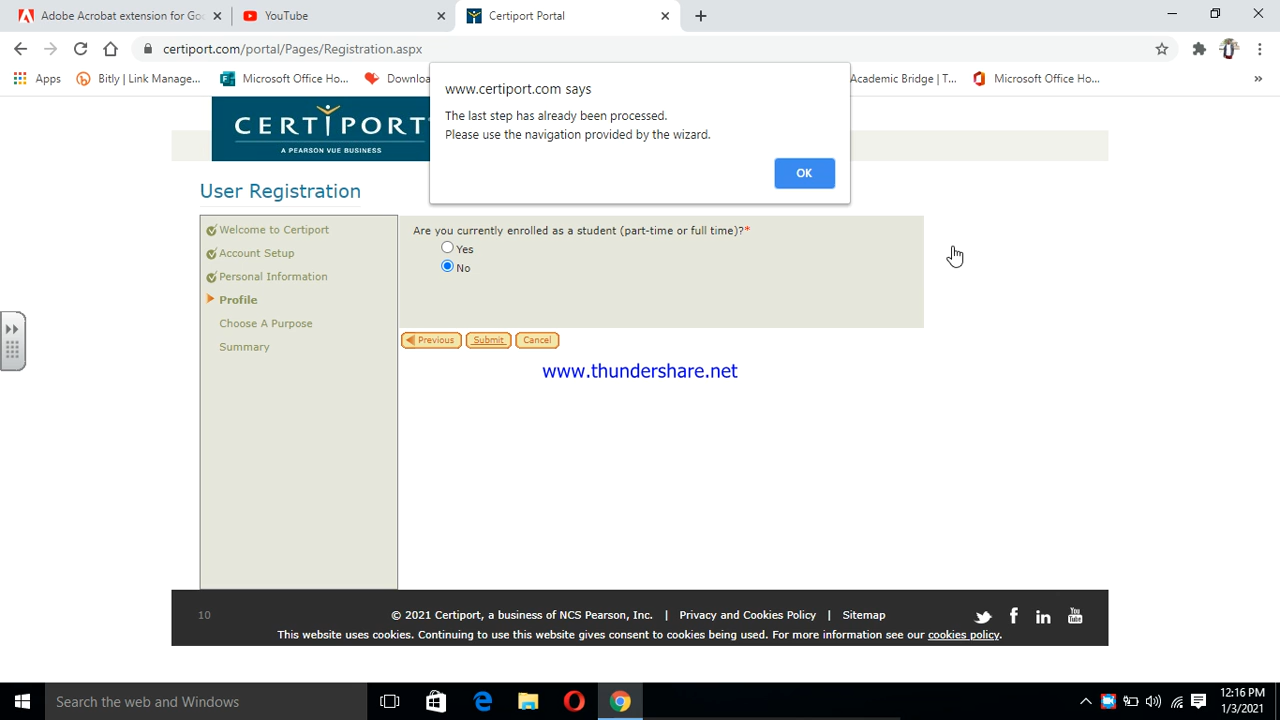 Adobe Acrobat extension for Goo
YouTube
Certiport Portal
certiport.com/portal/Pages/Registration.aspx
Apps
Bitly | Link Manage...
Microsoft Office Ho...
Downloa
Academic Bridge | T...
Microsoft Office Ho...
»
www.certiport.com says
The last step has already been processed.
Please use the navigation provided by the wizard.
OK
CERTIPORT
A PEARSON VUE BUSINESS
User Registration
Welcome to Certiport
Account Setup
Personal Information
Profile
Choose A Purpose
Summary
Are you currently enrolled as a student (part-time or full time)?*
Yes
No
Previous
Submit
Cancel
www.thundershare.net
10
© 2021 Certiport, a business of NCS Pearson, Inc. | Privacy and Cookies Policy | Sitemap
This website uses cookies. Continuing to use this website gives consent to cookies being used. For more information see our cookies policy.
Search the web and Windows
12:16 PM
1/3/2021